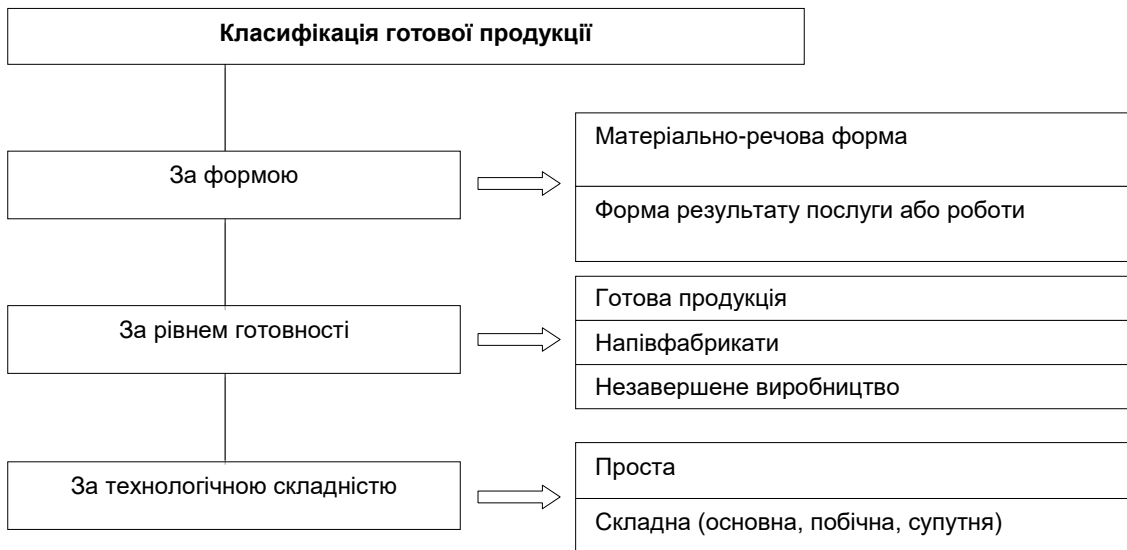 Класифікація готової продукції
За формою
Матеріально-речова форма
Форма результату послуги або роботи
За рівнем готовності
Готова продукція
Напівфабрикати
Незавершене виробництво
За технологічною складністю
Проста
Складна (основна, побічна, супутня)